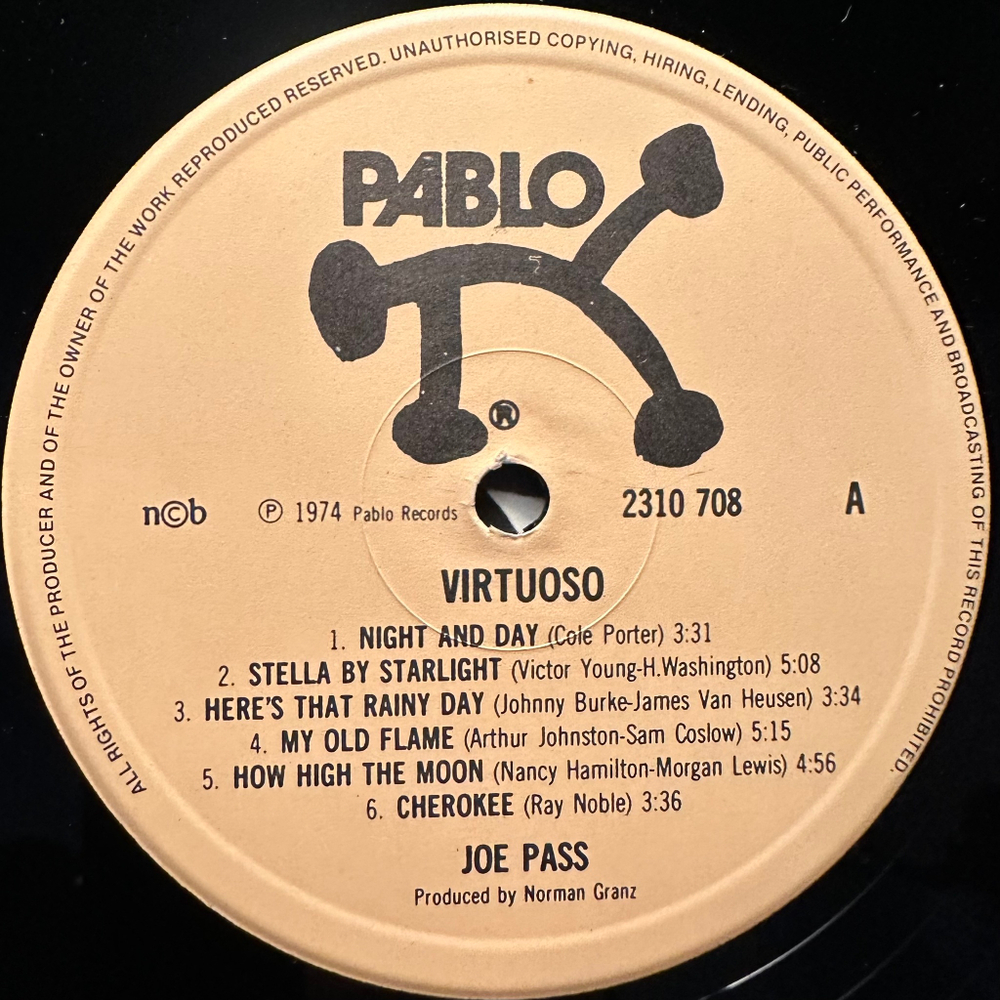 ALL RIGHTS OF THE PRODUCER AND OF THE OWNER OF THE WORK REPRODUCED RESERVED. UNAUTHORISED COPYING, HIRING, LENDING, PUBLIC PERFORMANCE AND BROADCASTING OF THIS RECORD PROHIBITED.
PABLO
®
n©b ℗ 1974 Pablo Records 2310 708 A
VIRTUOSO
1. NIGHT AND DAY (Cole Porter) 3:31
2. STELLA BY STARLIGHT (Victor Young-H.Washington) 5:08
3. HERE'S THAT RAINY DAY (Johnny Burke-James Van Heusen) 3:34
4. MY OLD FLAME (Arthur Johnston-Sam Coslow) 5:15
5. HOW HIGH THE MOON (Nancy Hamilton-Morgan Lewis) 4:56
6. CHEROKEE (Ray Noble) 3:36
JOE PASS
Produced by Norman Granz